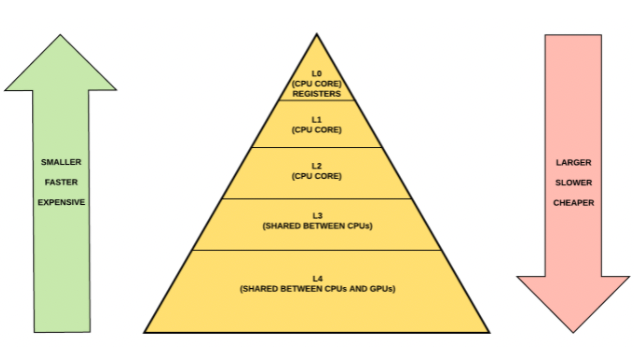 SMALLER
FASTER
EXPENSIVE
L0
(CPU CORE)
REGISTERS
L1
(CPU CORE)
L2
(CPU CORE)
L3
(SHARED BETWEEN CPUs)
L4
(SHARED BETWEEN CPUs AND GPUs)
LARGER
SLOWER
CHEAPER